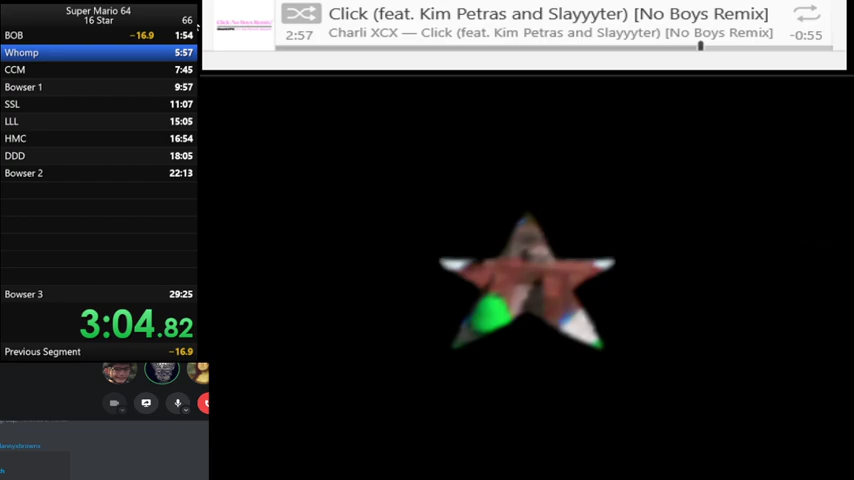 Super Mario 64
16 Star 66
BOB -16.9 1:54
Whomp 5:57
CCM 7:45
Bowser 1 9:57
SSL 11:07
LLL 15:05
HMC 16:54
DDD 18:05
Bowser 2 22:13
Bowser 3 29:25
3:04.82
Previous Segment -16.9
Click (feat. Kim Petras and Slayyyter) [No Boys Remix]
2:57 Charli XCX — Click (feat. Kim Petras and Slayyyter) [No Boys Remix] -0:55